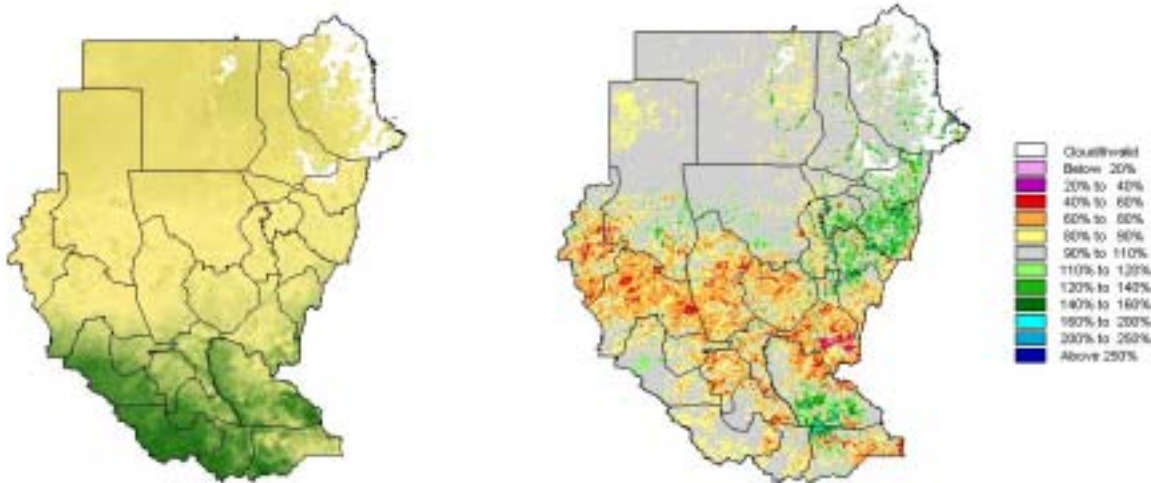 Cloud/Invalid
Below 20%
20% to 40%
40% to 60%
60% to 80%
80% to 90%
90% to 110%
110% to 120%
120% to 140%
140% to 160%
160% to 200%
200% to 250%
Above 250%